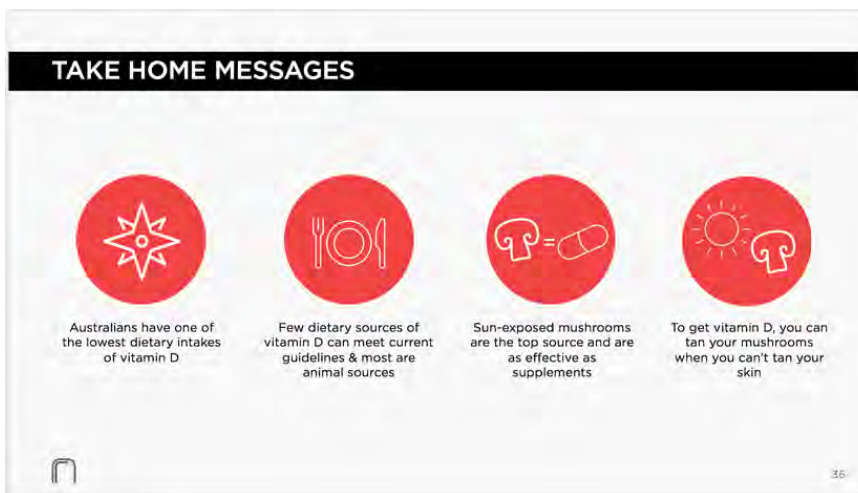 TAKE HOME MESSAGES
Australians have one of
the lowest dietary intakes
of vitamin D
Few dietary sources of
vitamin D can meet current
guidelines & most are
animal sources
Sun-exposed mushrooms
are the top source and are
as effective as
supplements
To get vitamin D, you can
tan your mushrooms
when you can't tan your
skin
36